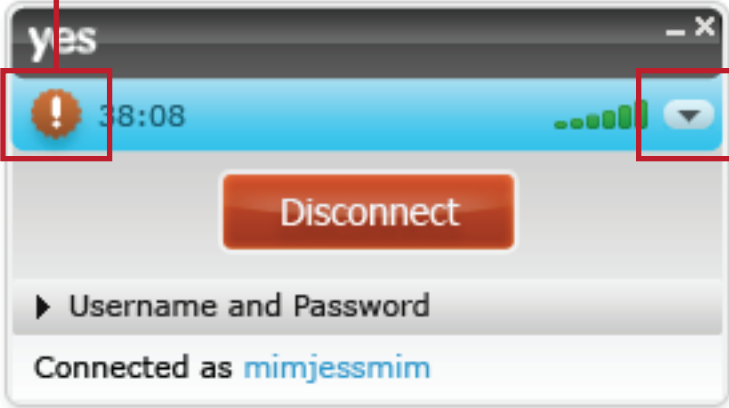 yes
38:08
Disconnect
Username and Password
Connected as mimjessmim